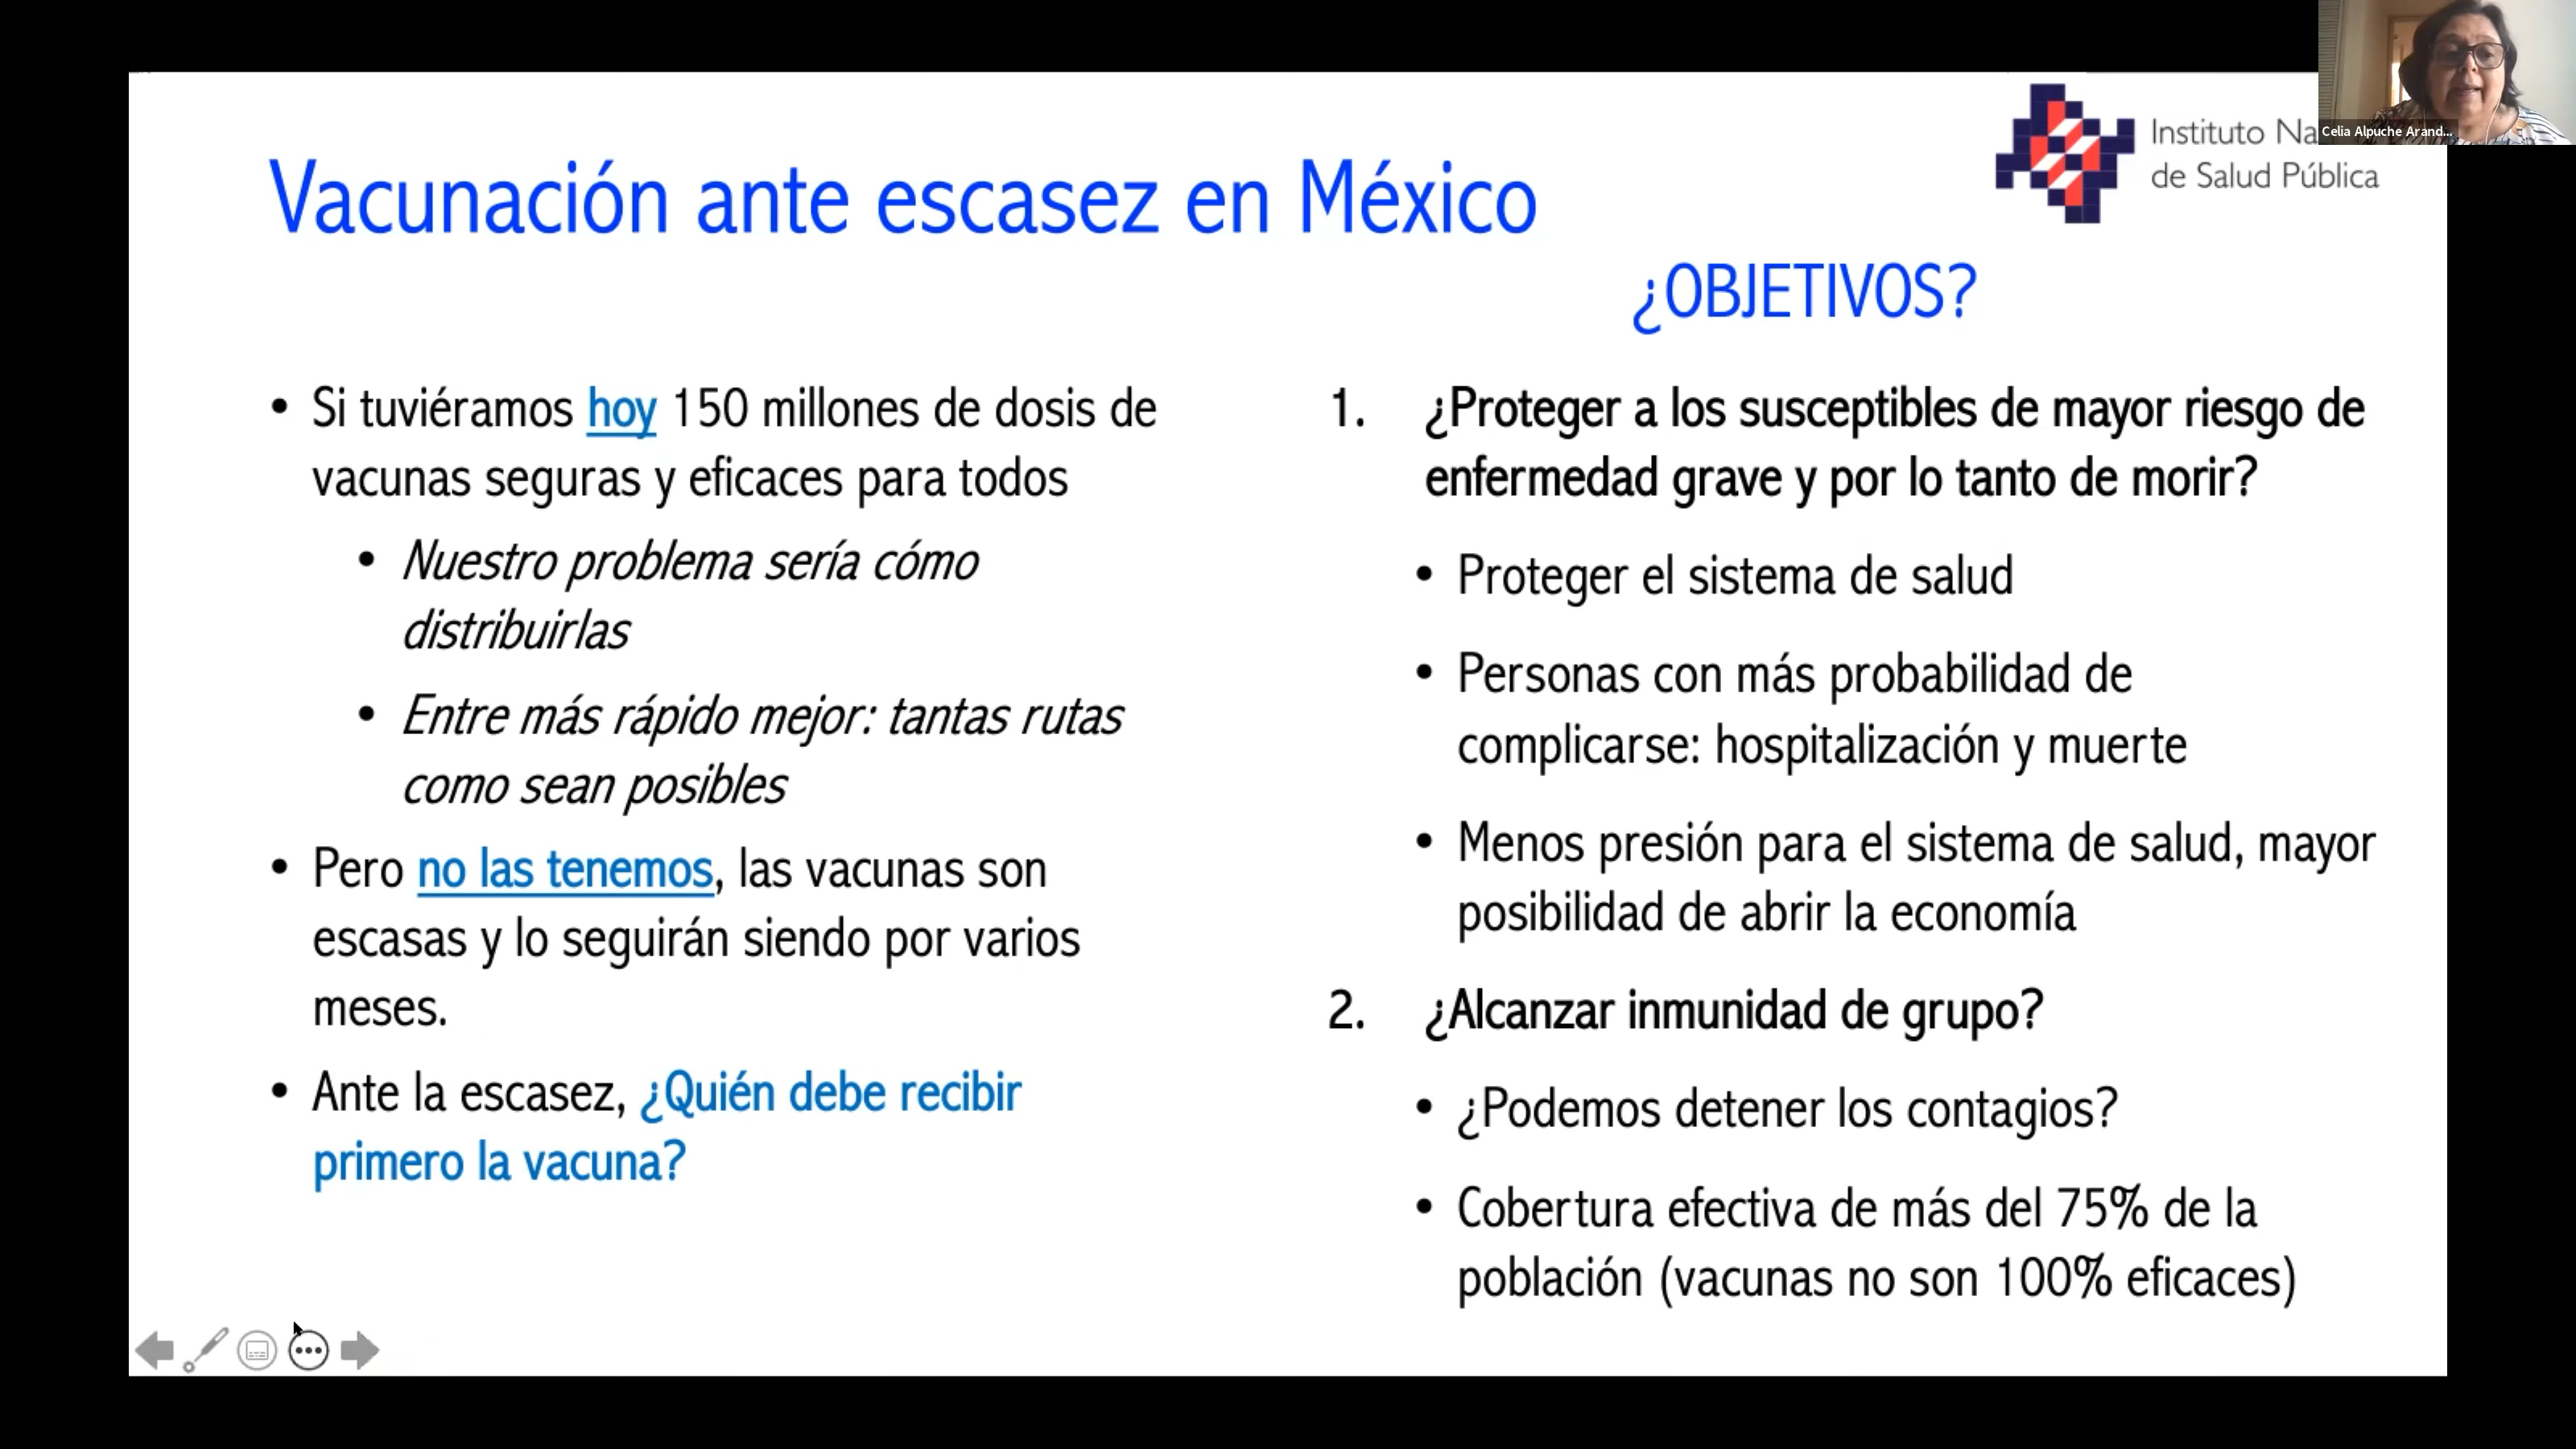 Celia Alpuche Arand...
Instituto Na
de Salud Pública
Vacunación ante escasez en México
¿OBJETIVOS?
• Si tuviéramos hoy 150 millones de dosis de
vacunas seguras y eficaces para todos
• Nuestro problema sería cómo
distribuirlas
• Entre más rápido mejor: tantas rutas
como sean posibles
• Pero no las tenemos, las vacunas son
escasas y lo seguirán siendo por varios
meses.
• Ante la escasez, ¿Quién debe recibir
primero la vacuna?
1. ¿Proteger a los susceptibles de mayor riesgo de
enfermedad grave y por lo tanto de morir?
• Proteger el sistema de salud
• Personas con más probabilidad de
complicarse: hospitalización y muerte
• Menos presión para el sistema de salud, mayor
posibilidad de abrir la economía
2. ¿Alcanzar inmunidad de grupo?
• ¿Podemos detener los contagios?
• Cobertura efectiva de más del 75% de la
población (vacunas no son 100% eficaces)